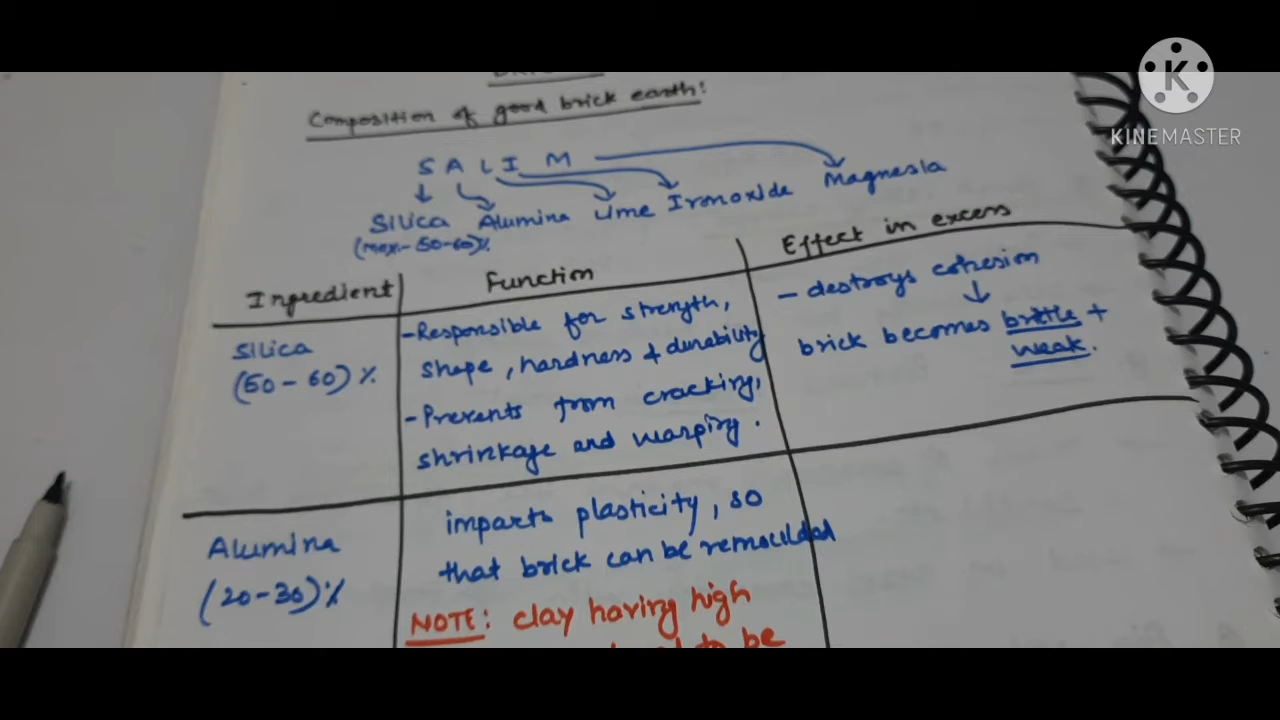 Composition of good brick earth:
S A L I M
Silica Alumina Lime Ironoxide Magnesia
(max - 50-60)%
Ingredient Function Effect in excess
Silica
(50-60) %
- Responsible for strength,
shape, hardness & durability
- Prevents from cracking,
shrinkage and warping.
- destroys cohesion
brick becomes brittle +
weak.
Alumina
(20-30)%
imparts plasticity, so
that brick can be remoulded
NOTE: clay having high
to be
K
KINEMASTER